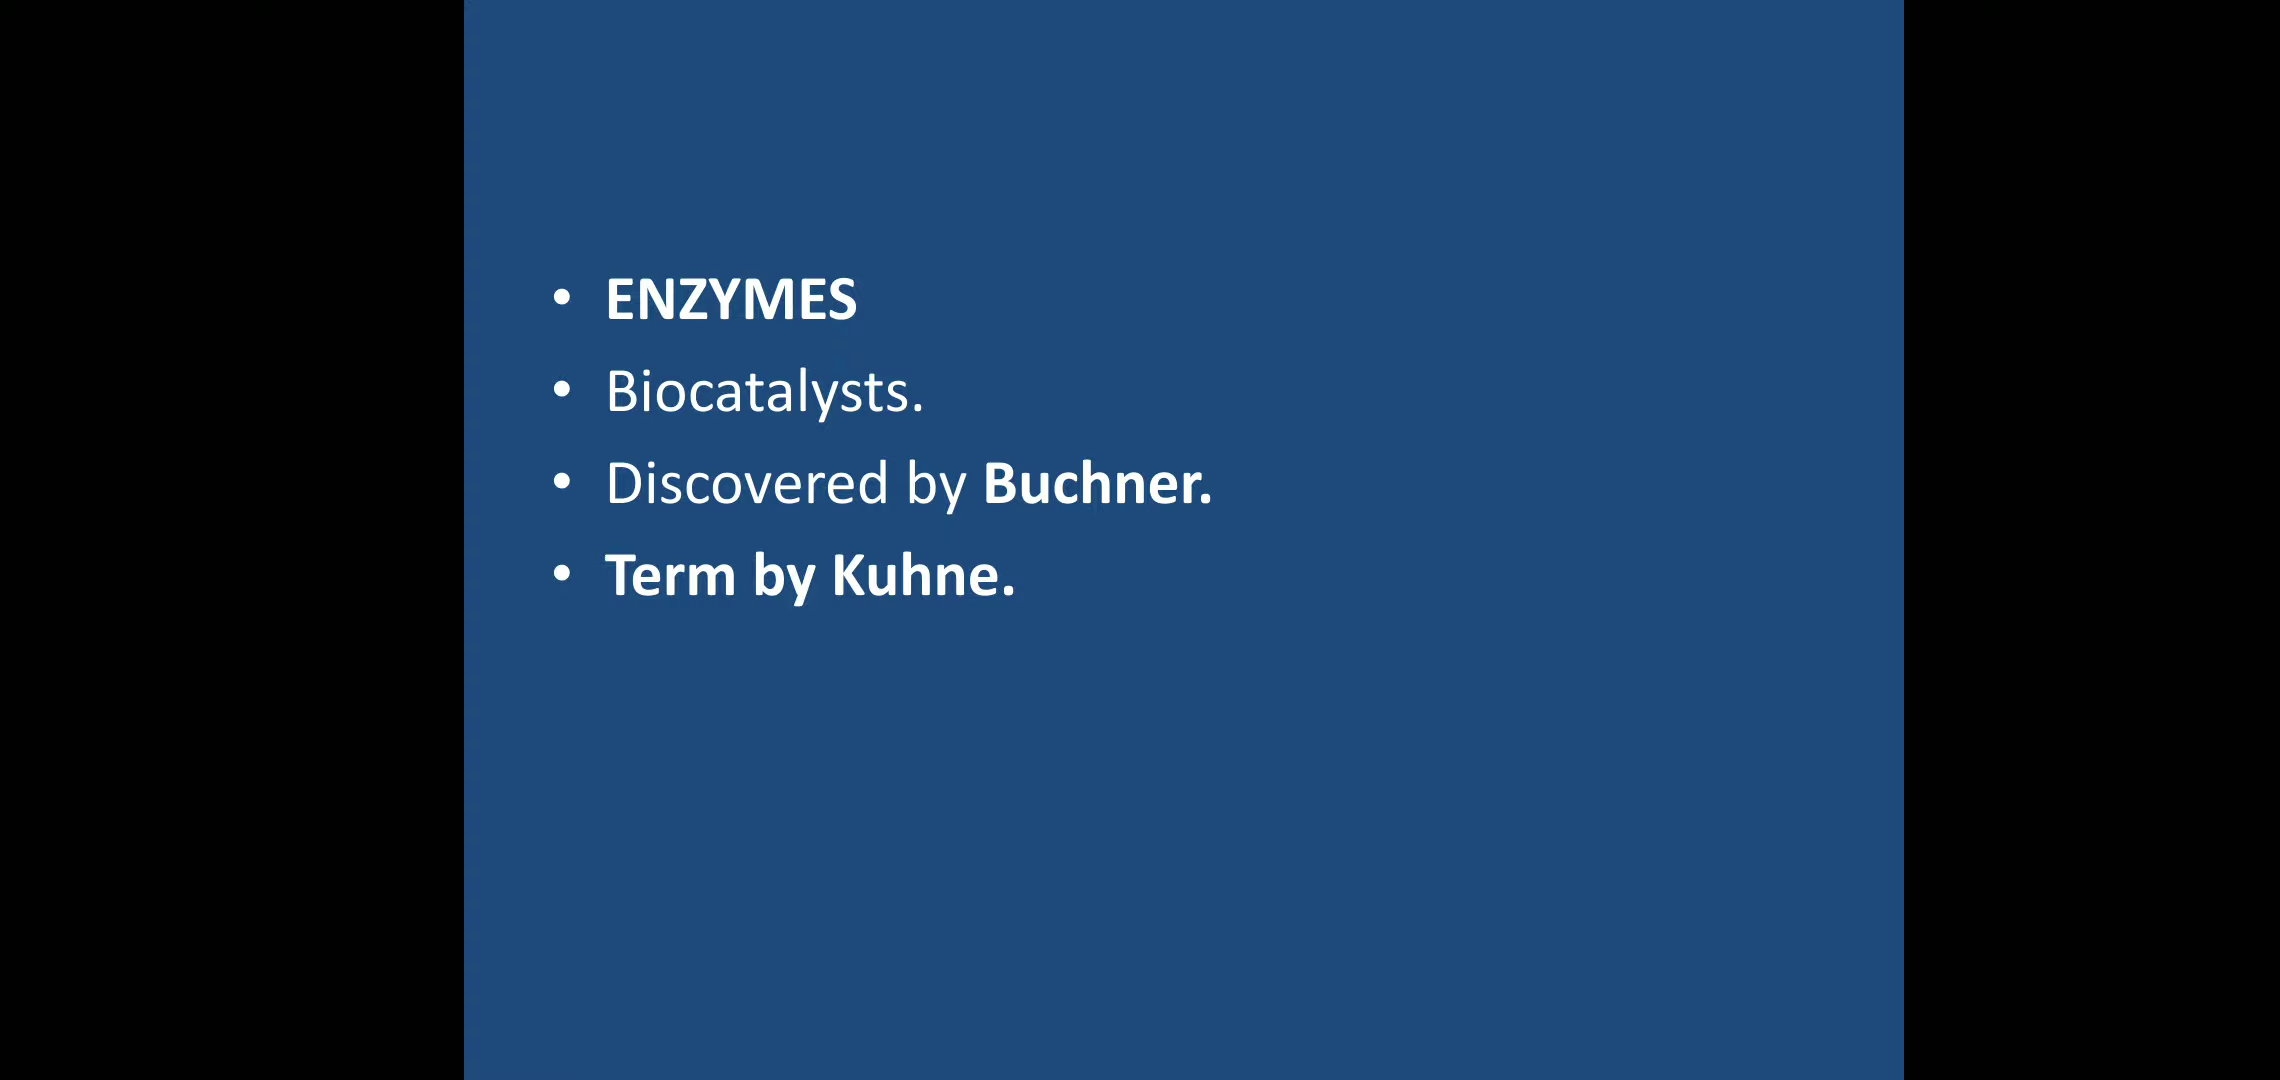 • ENZYMES
• Biocatalysts.
• Discovered by Buchner.
• Term by Kuhne.